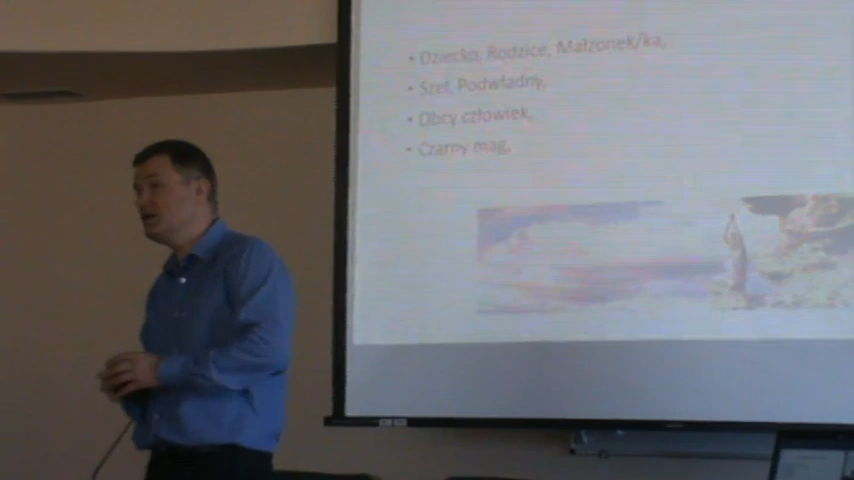 • Dziecko, Rodzice, Małżonek/ka,
• Szef, Podwładny,
• Obcy człowiek,
• Czarny mag,